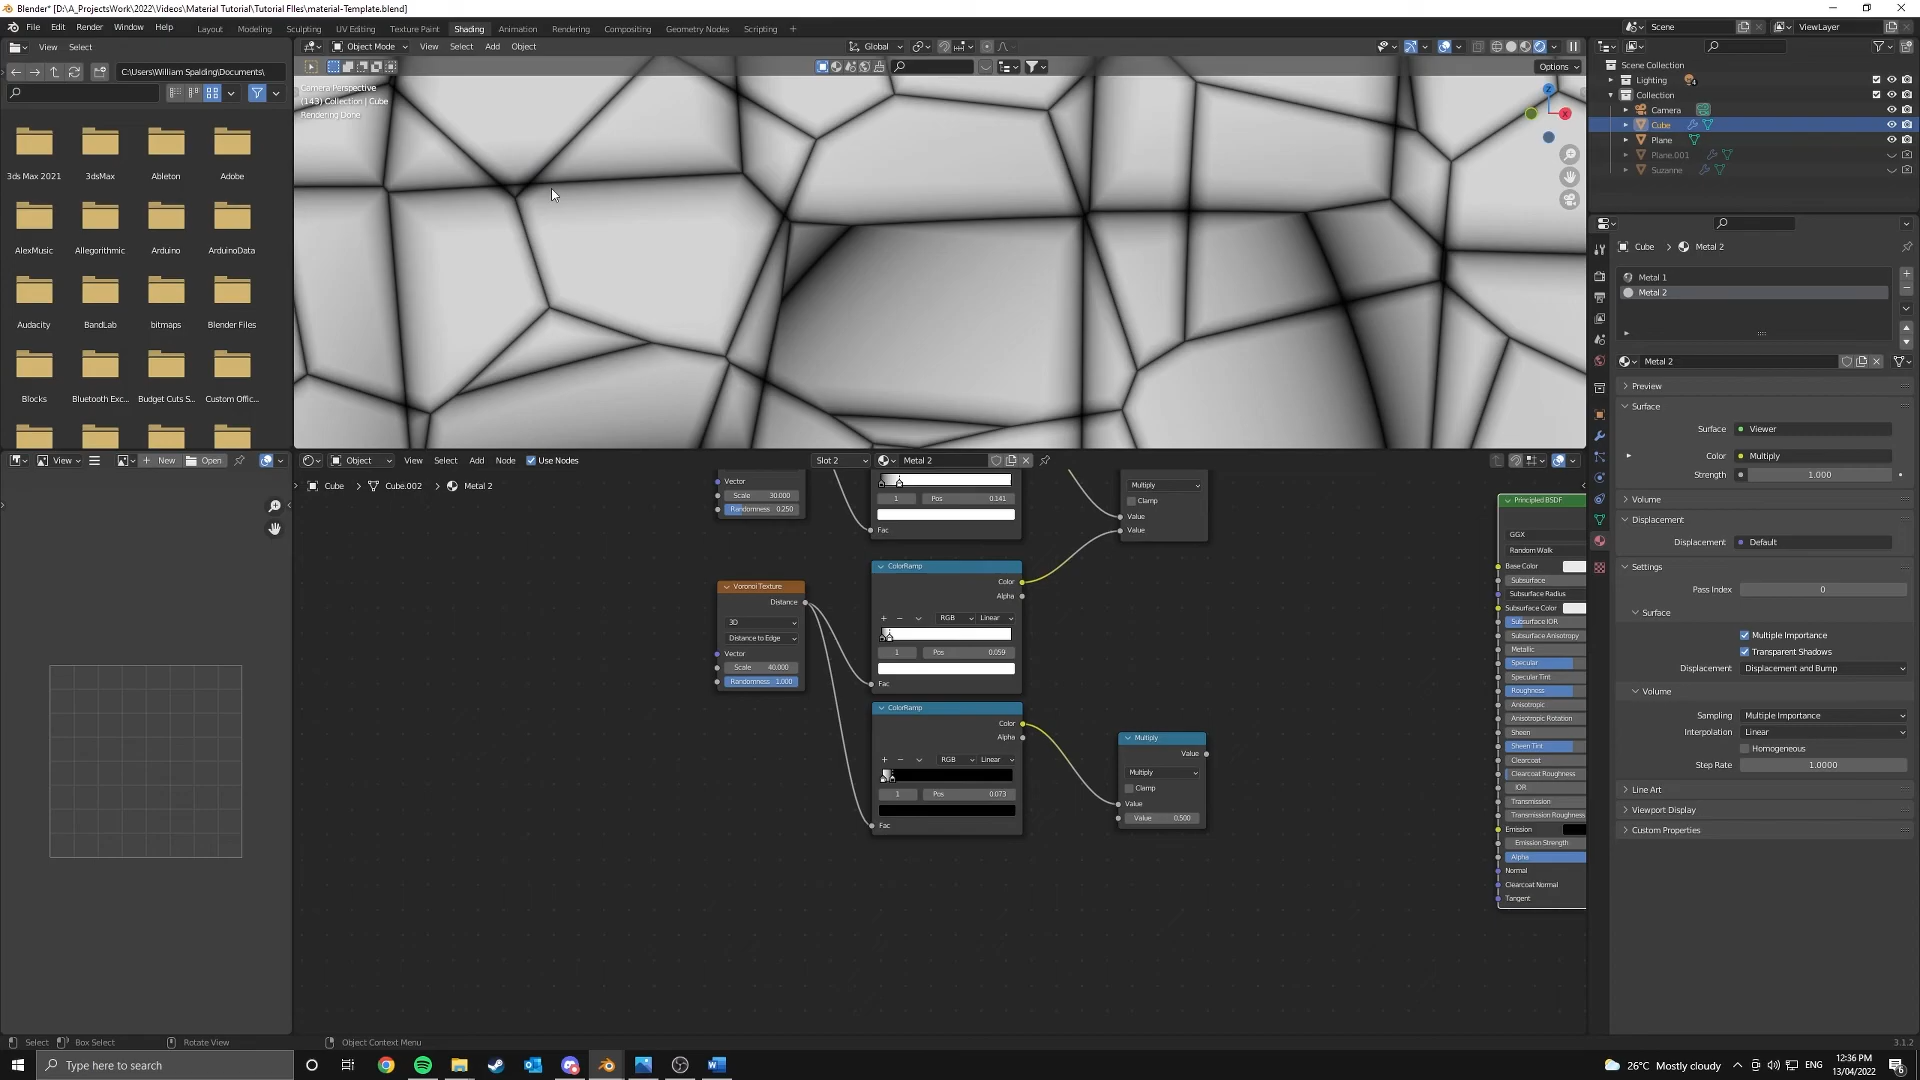 Blender* [D:\A_ProjectsWork\2022\Videos\Material Tutorial\Tutorial Files\material-Template.blend]
File Edit Render Window Help Layout Modeling Sculpting UV Editing Texture Paint Shading Animation Rendering Compositing Geometry Nodes Scripting + Scene ViewLayer
View Select
Object Mode View Select Add Object Global
C:\Users\William Spalding\Documents\
Options
3ds Max 2021 3dsMax Ableton Adobe
AlexMusic Allegorithmic Arduino ArduinoData
Audacity BandLab bitmaps Blender Files
Blocks Bluetooth Exc... Budget Cuts S... Custom Offic...
Camera Perspective
(143) Collection | Cube
Rendering Done
Z
X
Scene Collection
Lighting 4
Collection
Camera
Cube
Plane
Plane.001
Suzanne
Cube > Metal 2
Metal 1
Metal 2
Metal 2
Preview
Surface
Surface Viewer
Color Multiply
Strength 1.000
Volume
Displacement
Displacement Default
Settings
Pass Index 0
Surface
Multiple Importance
Transparent Shadows
Displacement Displacement and Bump
Volume
Sampling Multiple Importance
Interpolation Linear
Homogeneous
Step Rate 1.0000
Line Art
Viewport Display
Custom Properties
View + New Open
Object View Select Add Node Use Nodes Slot 2 Metal 2
Cube > Cube.002 > Metal 2
Vector
Scale 30.000
Randomness 0.250
1 Pos 0.141
Fac
Multiply
Clamp
Value
Value
Voronoi Texture
Distance
3D
Distance to Edge
Vector
Scale 40.000
Randomness 1.000
ColorRamp
Color
Alpha
+ − RGB Linear
1 Pos 0.059
Fac
ColorRamp
Color
Alpha
+ − RGB Linear
1 Pos 0.073
Fac
Multiply
Value
Multiply
Clamp
Value
Value 0.500
Principled BSDF
GGX
Random Walk
Base Color
Subsurface
Subsurface Radius
Subsurface Color
Subsurface IOR
Subsurface Anisotropy
Metallic
Specular
Specular Tint
Roughness
Anisotropic
Anisotropic Rotation
Sheen
Sheen Tint
Clearcoat
Clearcoat Roughness
IOR
Transmission
Transmission Roughness
Emission
Emission Strength
Alpha
Normal
Clearcoat Normal
Tangent
Select Box Select Rotate View Object Context Menu 3.1.2
Type here to search 26°C Mostly cloudy ENG 12:36 PM
13/04/2022
6